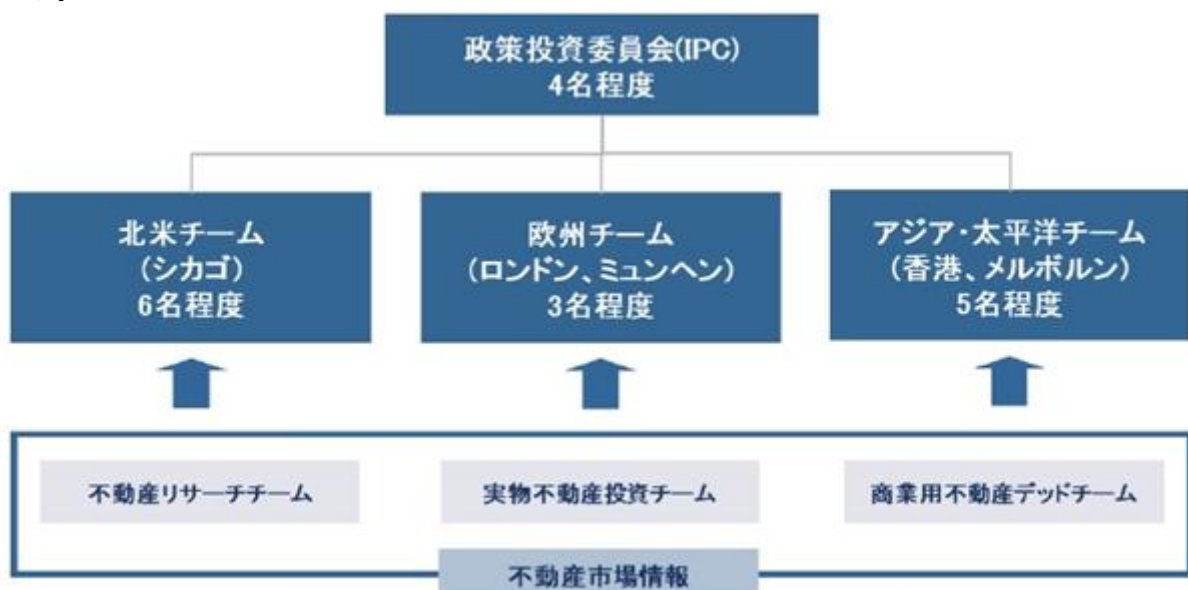 政策投資委員会(IPC)
4名程度
北米チーム
(シカゴ)
6名程度
欧州チーム
(ロンドン、ミュンヘン)
3名程度
アジア・太平洋チーム
(香港、メルボルン)
5名程度
不動産リサーチチーム
実物不動産投資チーム
商業用不動産デッドチーム
不動産市場情報